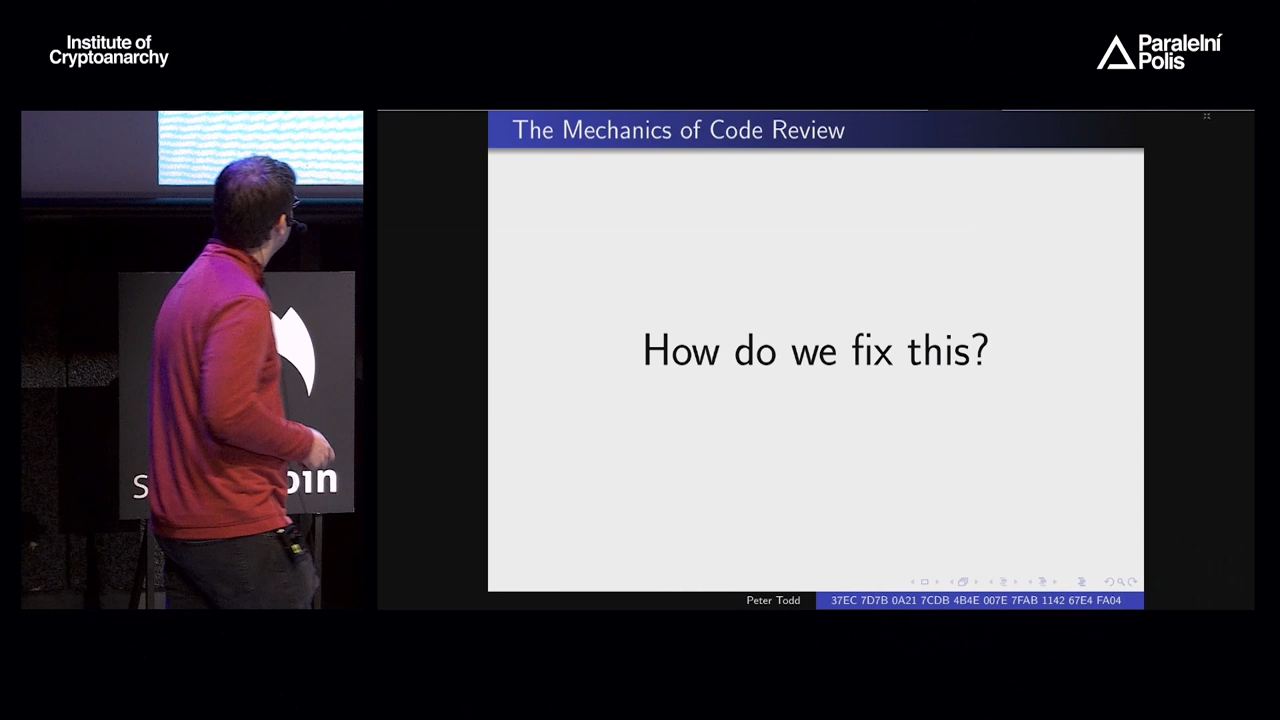 Institute of
Cryptoanarchy
Paralelní
Polis
The Mechanics of Code Review
How do we fix this?
Peter Todd
37EC 7D7B 0A21 7CDB 4B4E 007E 7FAB 1142 67E4 FA04